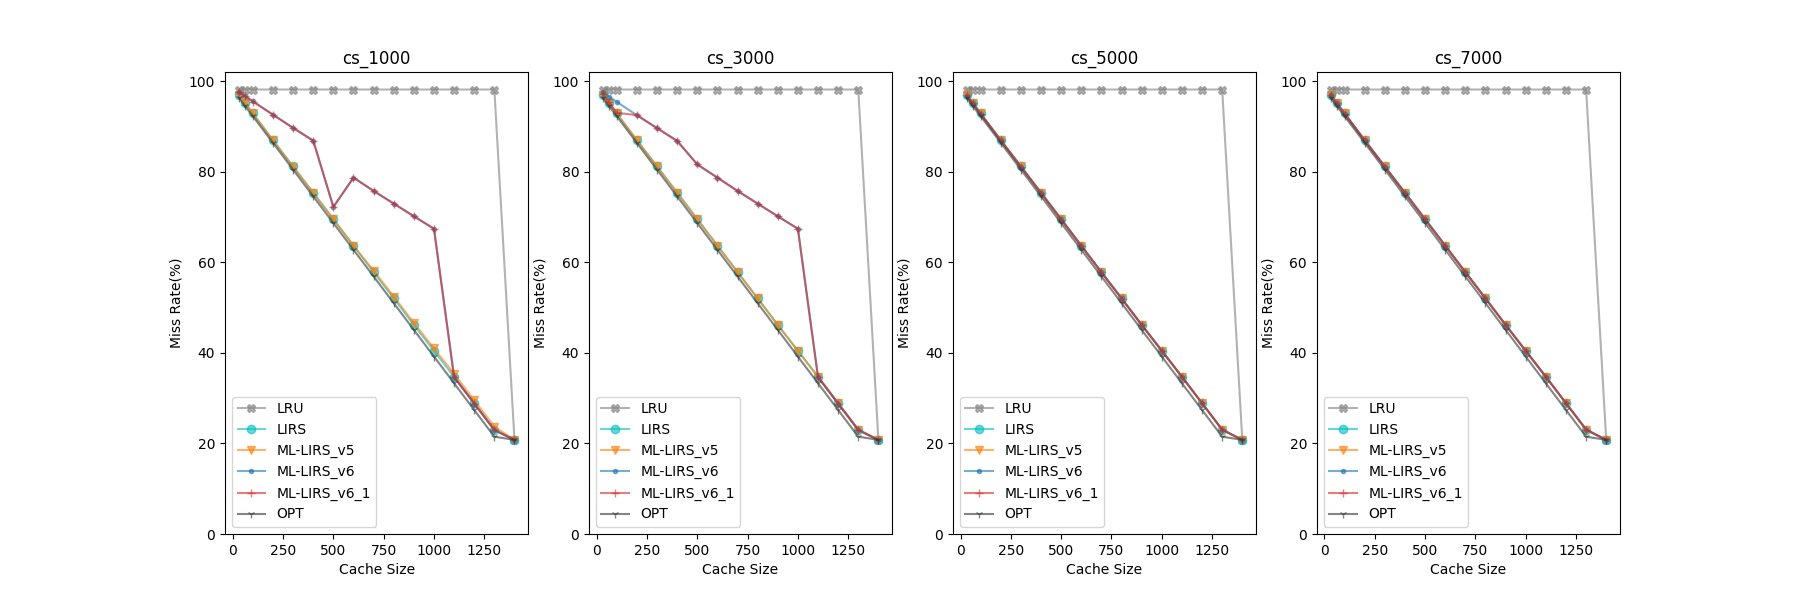 cs_1000
100
80
60
40
20
0
Miss Rate(%)
LRU
LIRS
ML-LIRS_v5
ML-LIRS_v6
ML-LIRS_v6_1
OPT
0 250 500 750 1000 1250
Cache Size
cs_3000
100
80
60
40
20
0
Miss Rate(%)
LRU
LIRS
ML-LIRS_v5
ML-LIRS_v6
ML-LIRS_v6_1
OPT
0 250 500 750 1000 1250
Cache Size
cs_5000
100
80
60
40
20
0
Miss Rate(%)
LRU
LIRS
ML-LIRS_v5
ML-LIRS_v6
ML-LIRS_v6_1
OPT
0 250 500 750 1000 1250
Cache Size
cs_7000
100
80
60
40
20
0
Miss Rate(%)
LRU
LIRS
ML-LIRS_v5
ML-LIRS_v6
ML-LIRS_v6_1
OPT
0 250 500 750 1000 1250
Cache Size